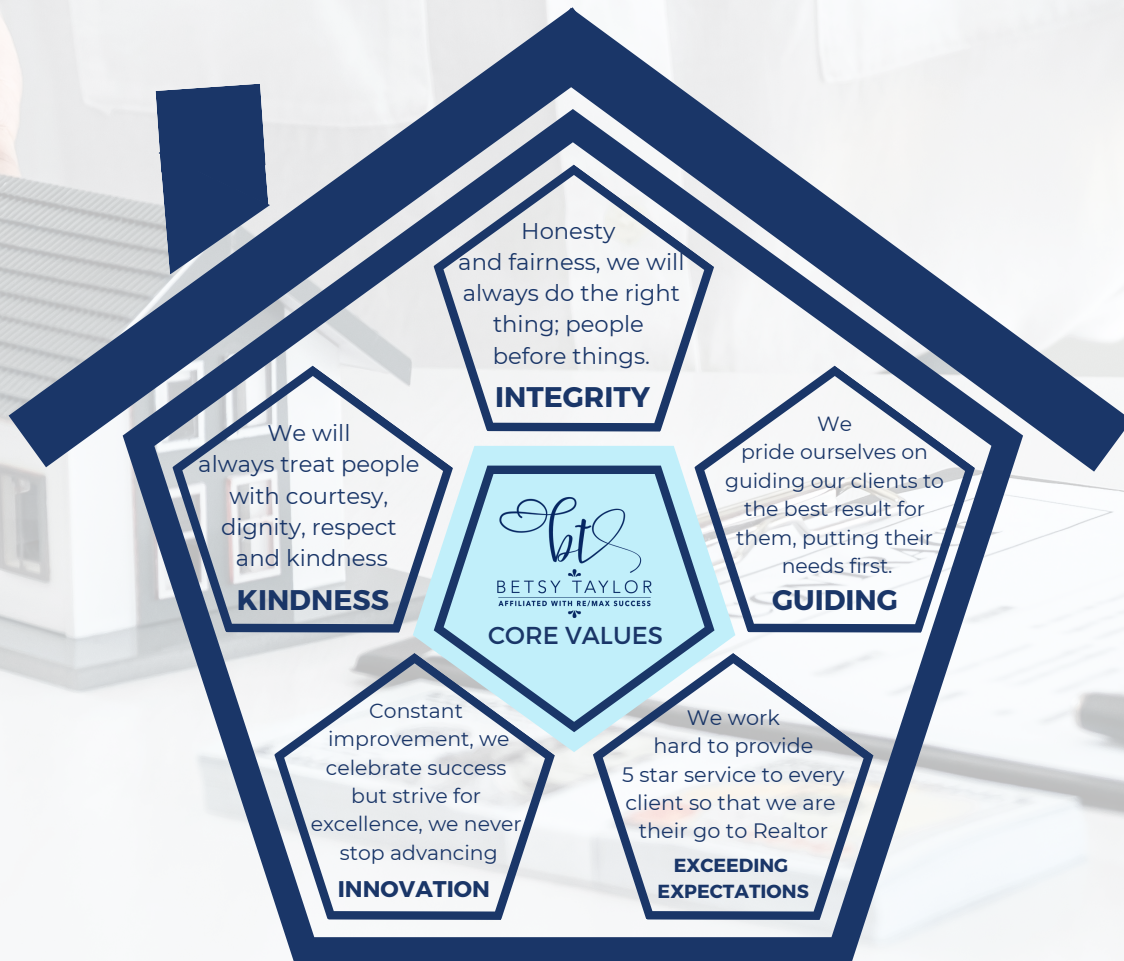 Honesty
and fairness, we will
always do the right
thing; people
before things.
INTEGRITY
We will
always treat people
with courtesy,
dignity, respect
and kindness
KINDNESS
We
pride ourselves on
guiding our clients to
the best result for
them, putting their
needs first.
GUIDING
bt
BETSY TAYLOR
AFFILIATED WITH RE/MAX SUCCESS
CORE VALUES
Constant
improvement, we
celebrate success
but strive for
excellence, we never
stop advancing
INNOVATION
We work
hard to provide
5 star service to every
client so that we are
their go to Realtor
EXCEEDING
EXPECTATIONS